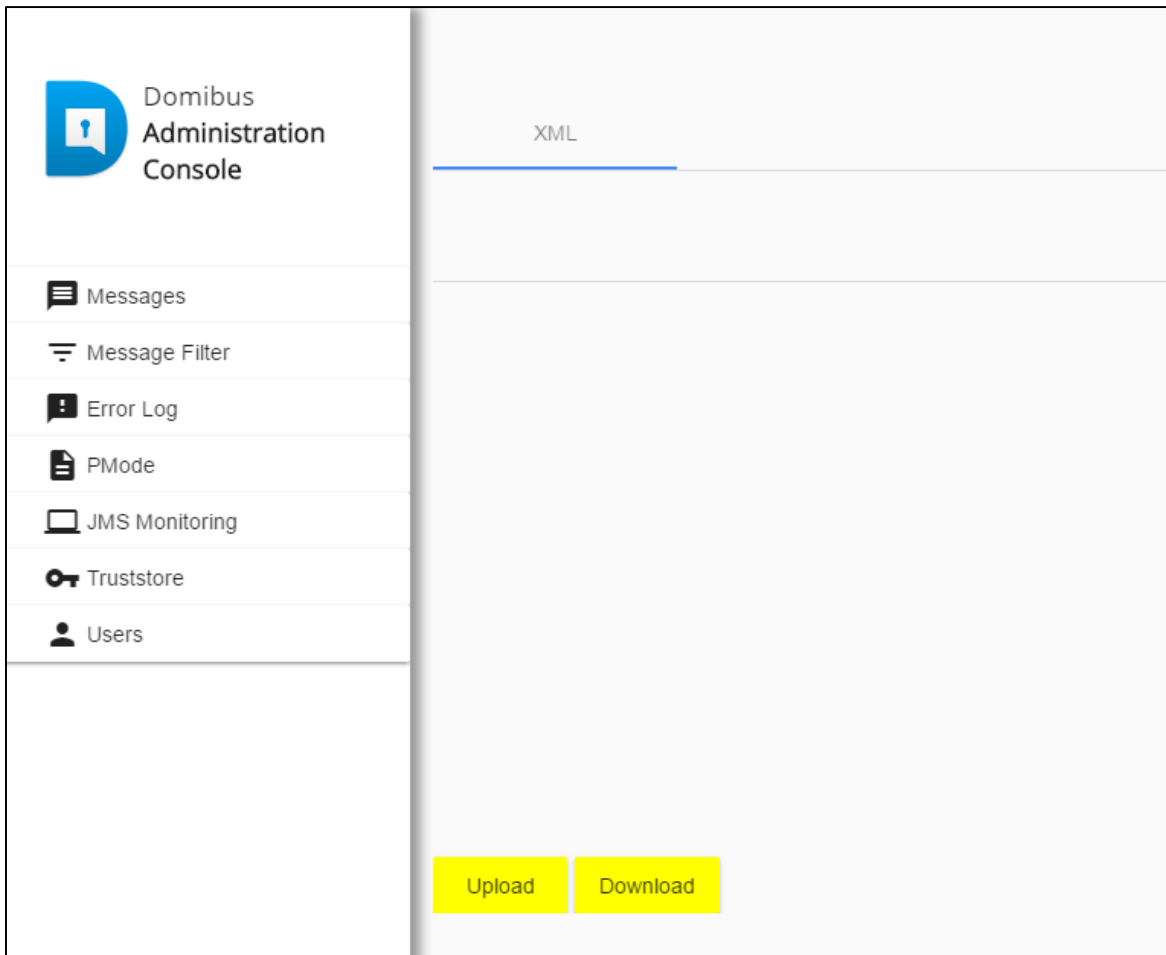 Domibus
Administration
Console
Messages
Message Filter
Error Log
PMode
JMS Monitoring
Truststore
Users
XML
Upload Download